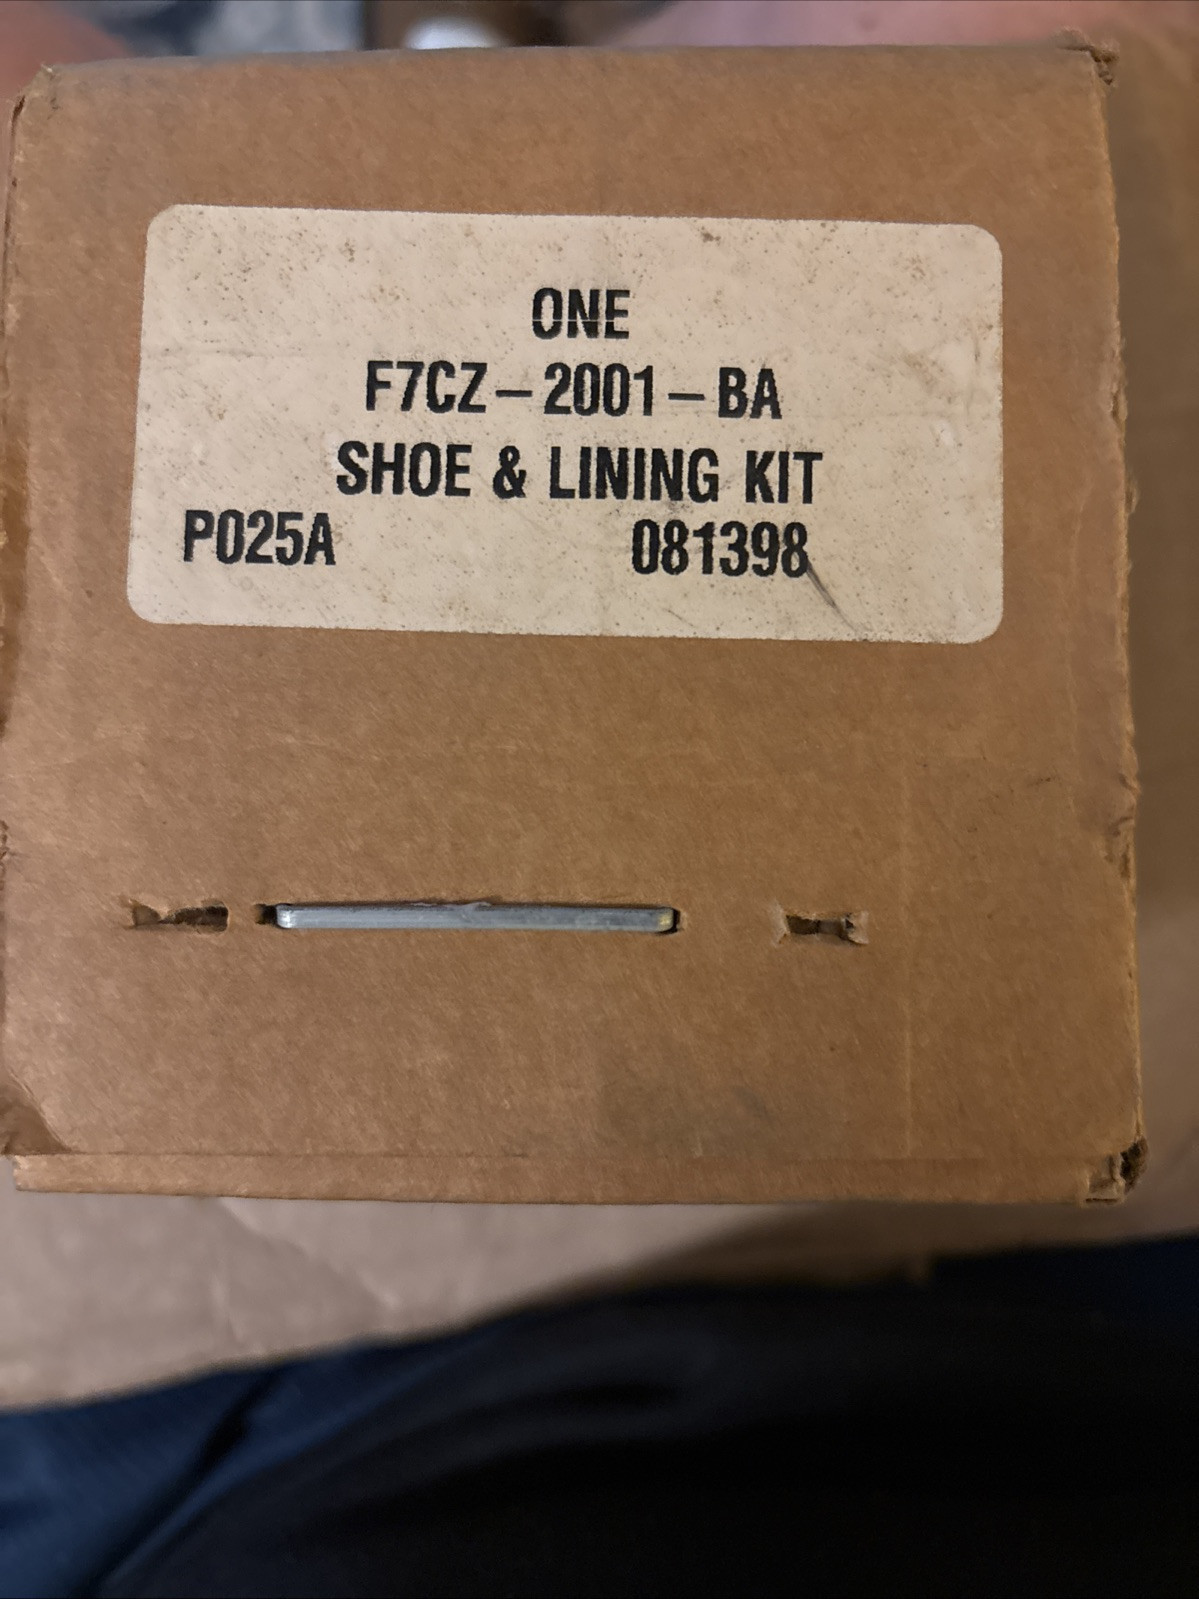 ONE
F7CZ-2001-BA
SHOE & LINING KIT
P025A 081398